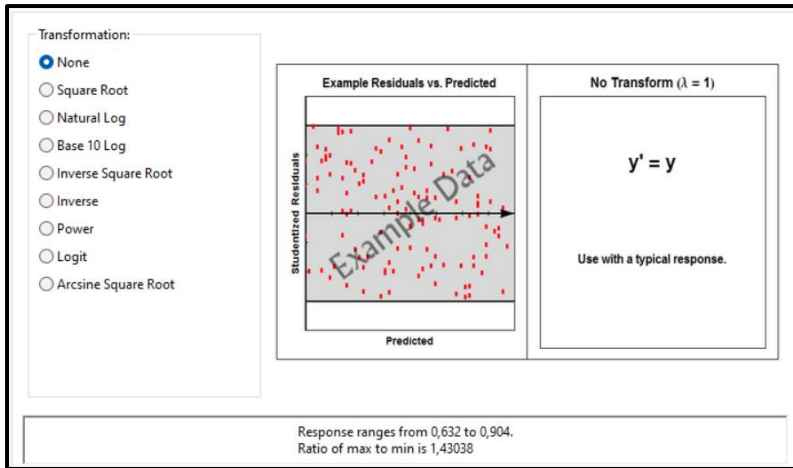 Transformation:
None
Square Root
Natural Log
Base 10 Log
Inverse Square Root
Inverse
Power
Logit
Arcsine Square Root
Example Residuals vs. Predicted
Studentized Residuals
Example Data
Predicted
No Transform (λ = 1)
y' = y
Use with a typical response.
Response ranges from 0,632 to 0,904.
Ratio of max to min is 1,43038